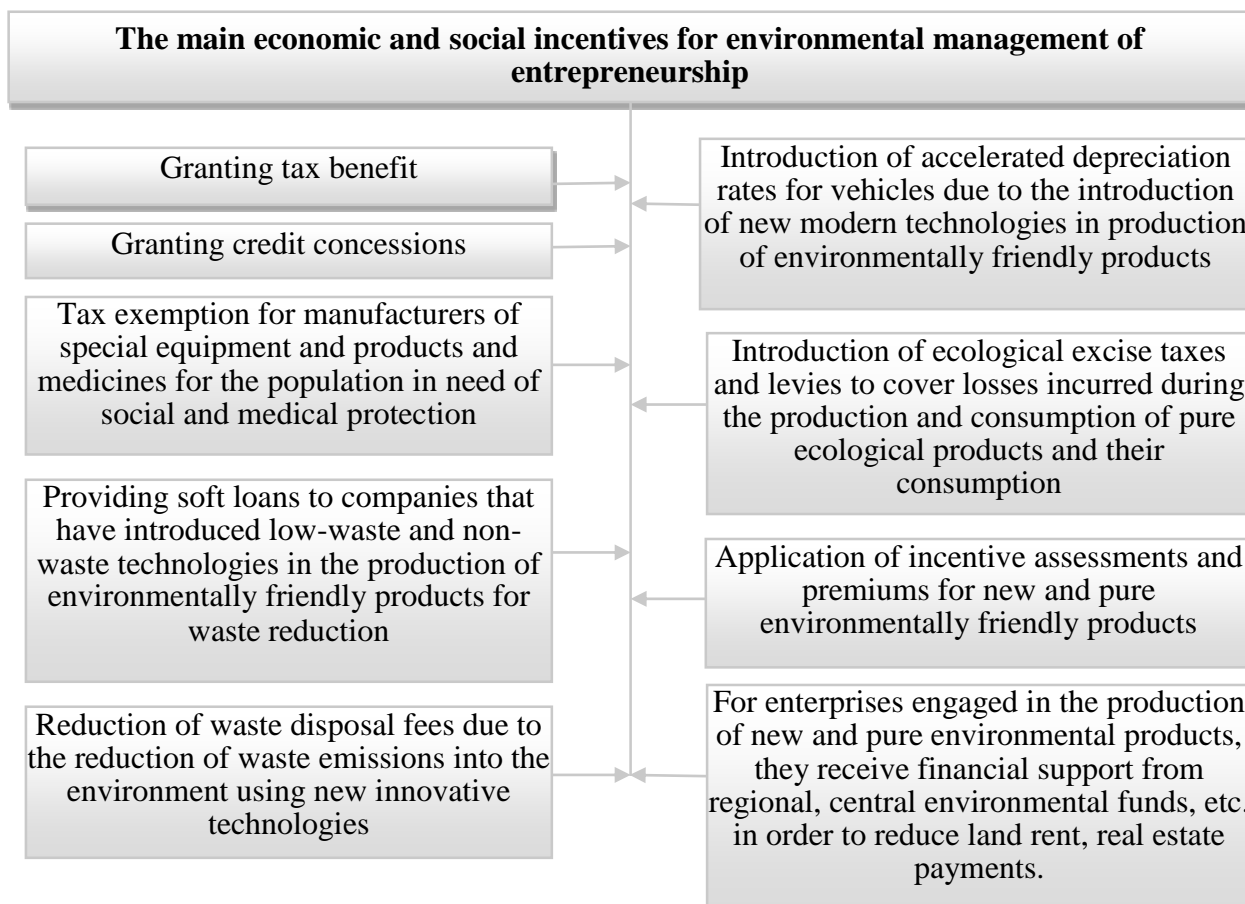 The main economic and social incentives for environmental management of
entrepreneurship
Granting tax benefit
Granting credit concessions
Tax exemption for manufacturers of
special equipment and products and
medicines for the population in need of
social and medical protection
Providing soft loans to companies that
have introduced low-waste and non-
waste technologies in the production of
environmentally friendly products for
waste reduction
Reduction of waste disposal fees due to
the reduction of waste emissions into the
environment using new innovative
technologies
Introduction of accelerated depreciation
rates for vehicles due to the introduction
of new modern technologies in production
of environmentally friendly products
Introduction of ecological excise taxes
and levies to cover losses incurred during
the production and consumption of pure
ecological products and their
consumption
Application of incentive assessments and
premiums for new and pure
environmentally friendly products
For enterprises engaged in the production
of new and pure environmental products,
they receive financial support from
regional, central environmental funds, etc.
in order to reduce land rent, real estate
payments.